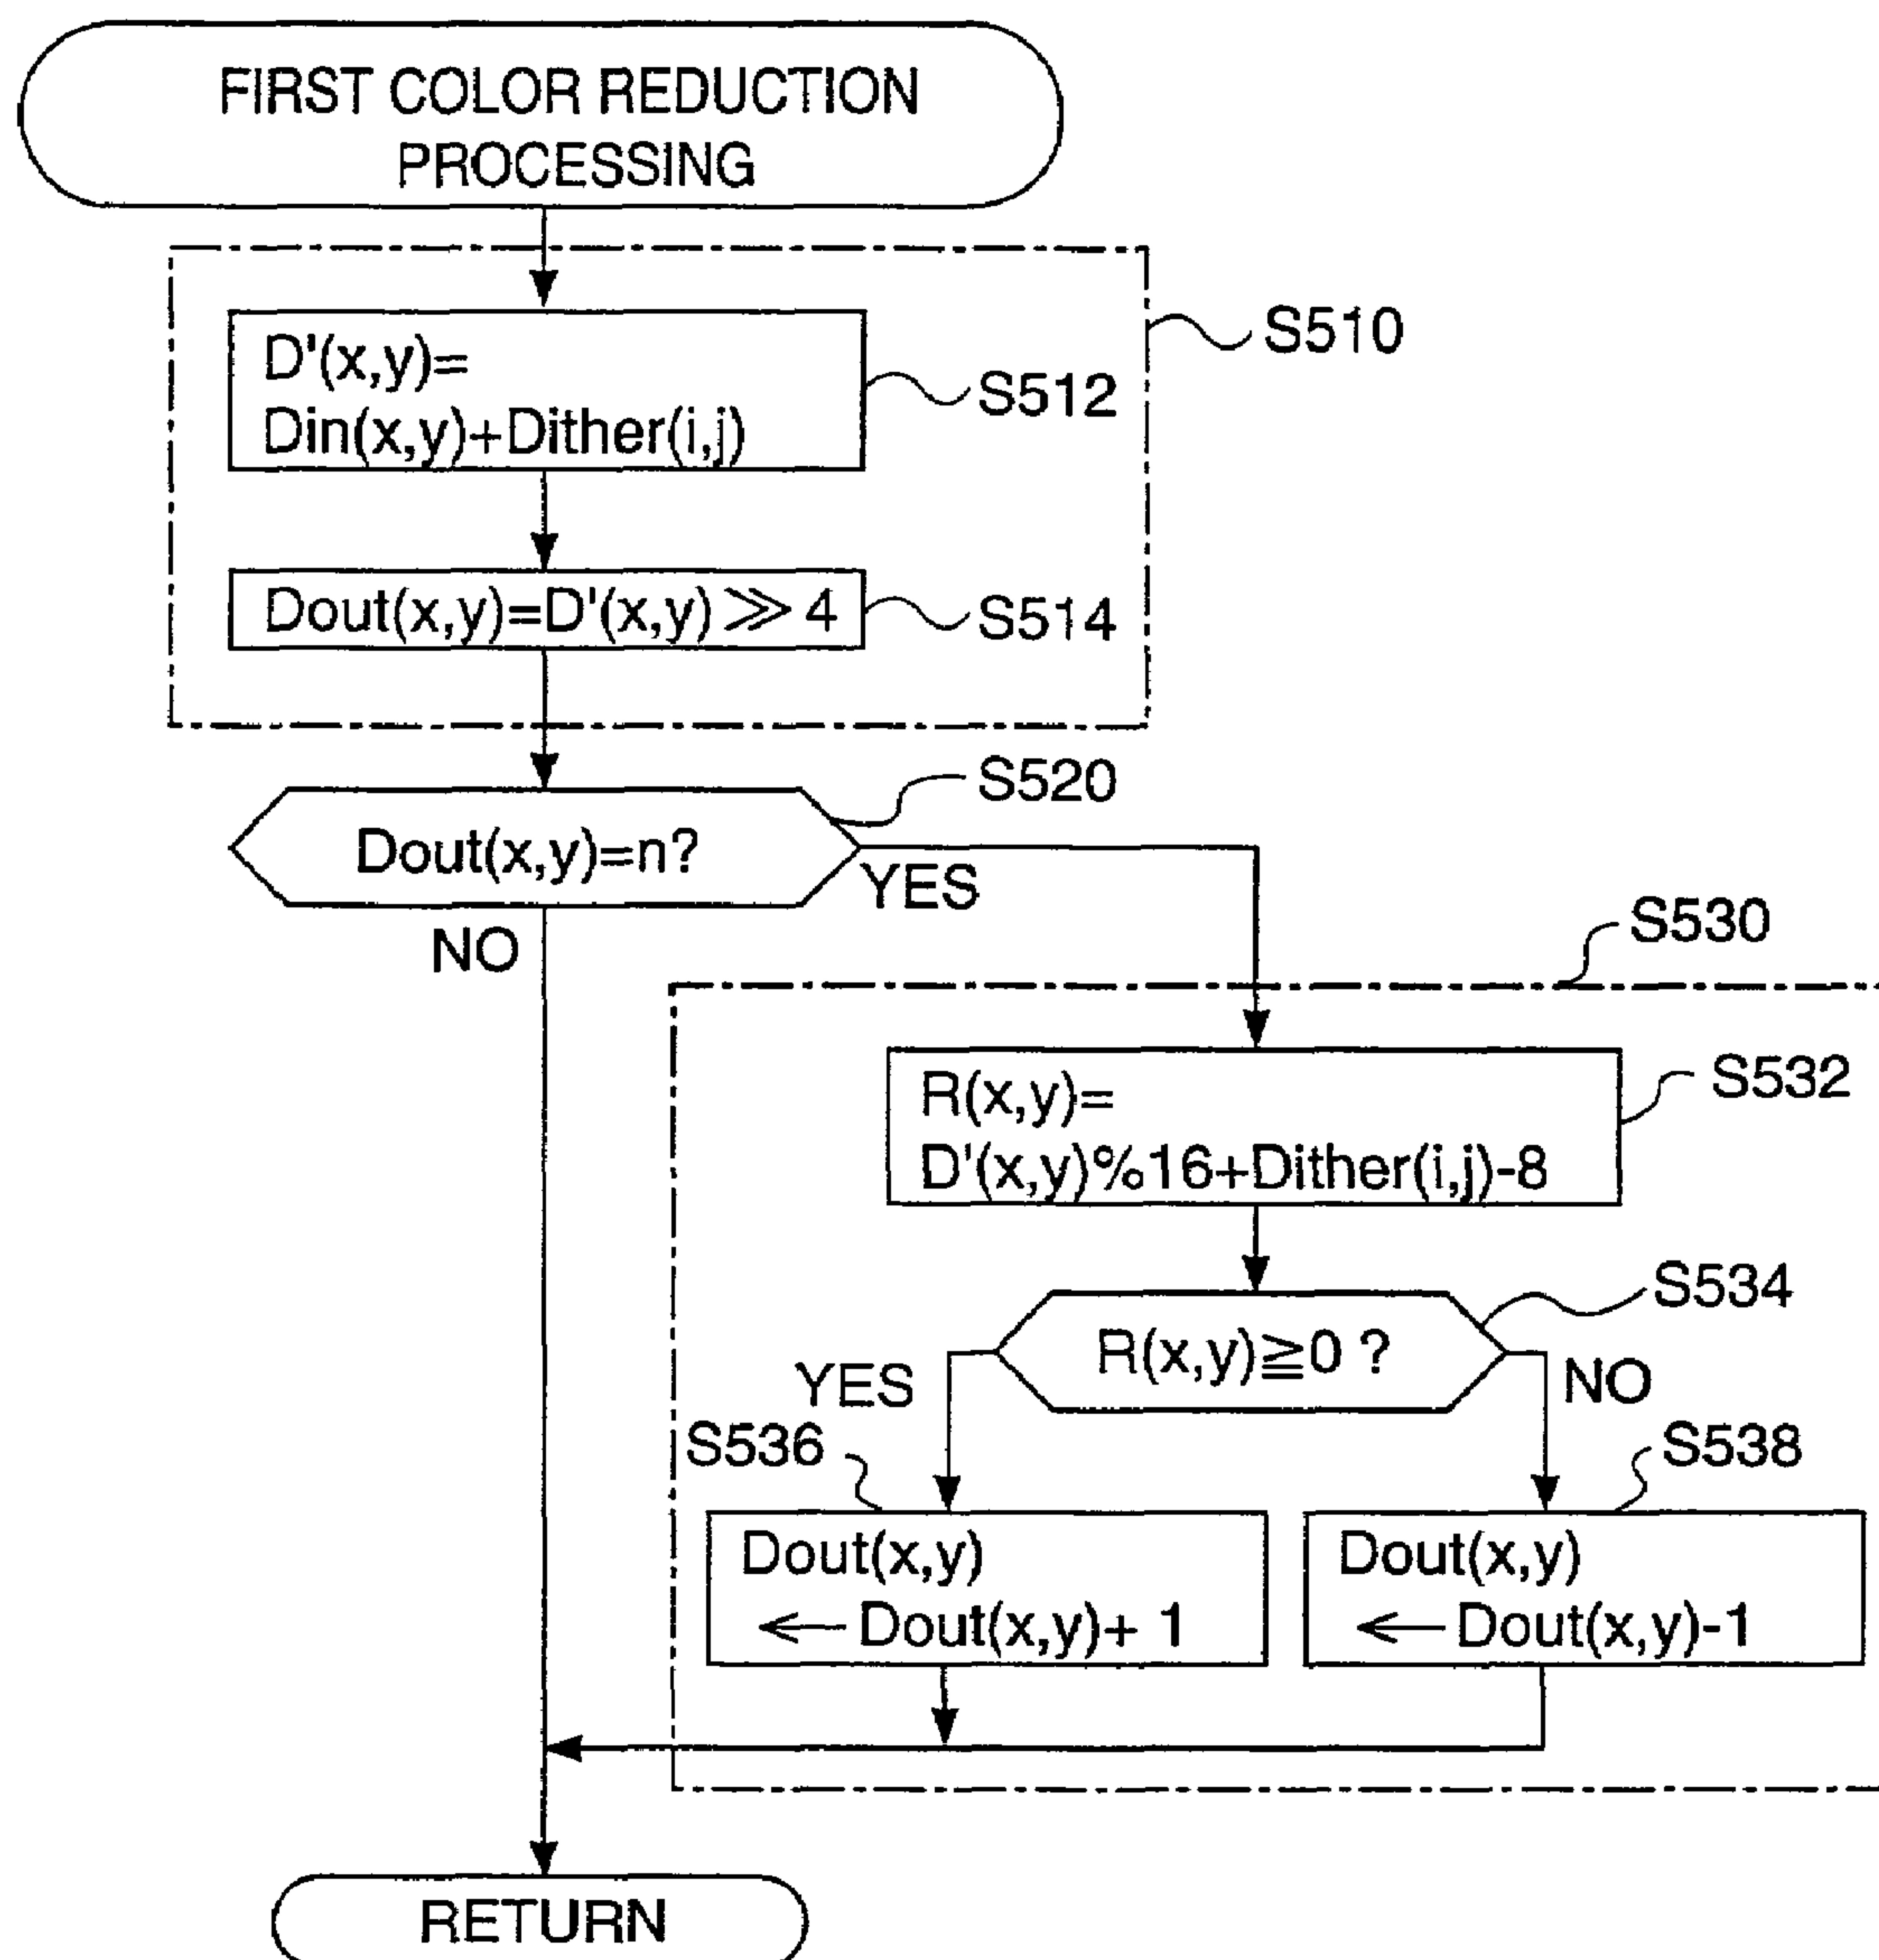 FIRST COLOR REDUCTION
PROCESSING
S510
D'(x,y)=
Din(x,y)+Dither(i,j)
S512
Dout(x,y)=D'(x,y)≫4
S514
S520
Dout(x,y)=n?
YES
NO
S530
R(x,y)=
D'(x,y)%16+Dither(i,j)-8
S532
S534
R(x,y)≧0 ?
YES
NO
S536
S538
Dout(x,y)
←Dout(x,y)+ 1
Dout(x,y)
←Dout(x,y)-1
RETURN